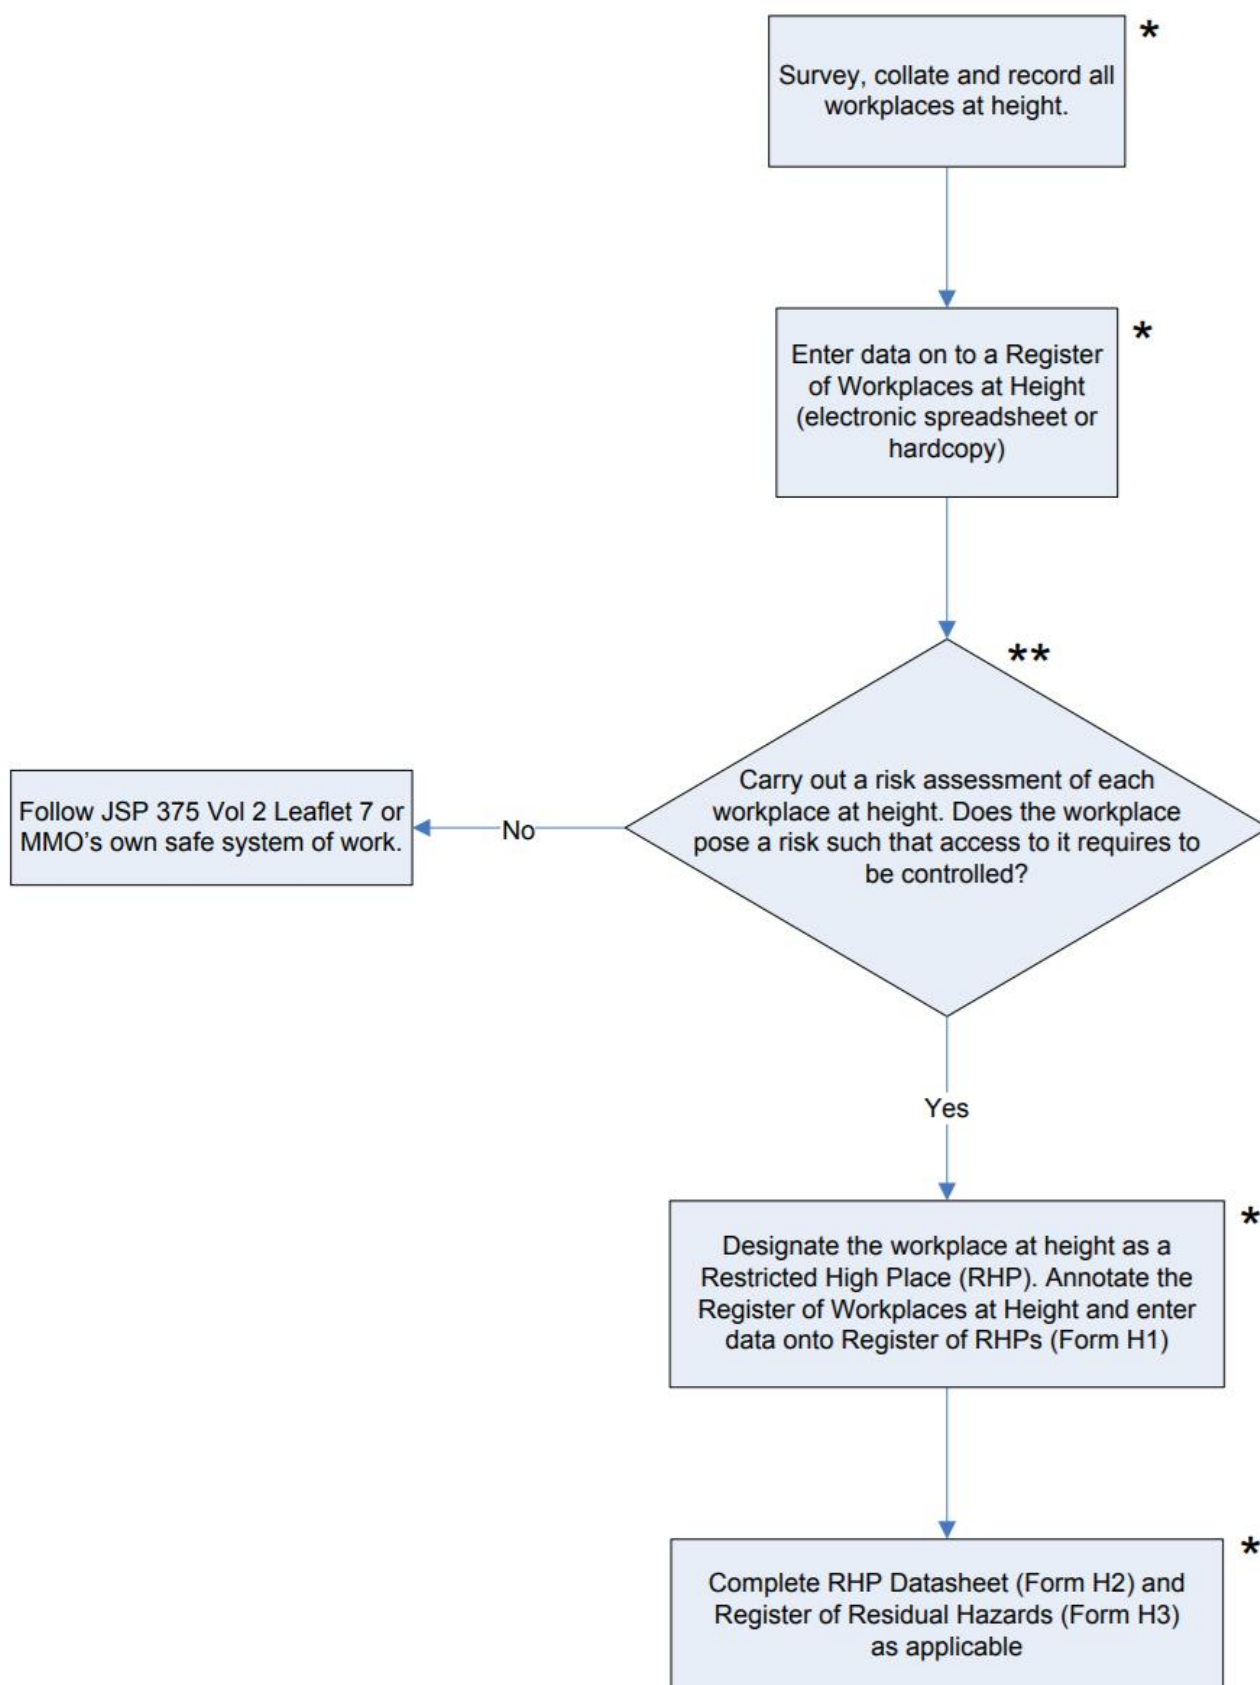 *
Survey, collate and record all
workplaces at height.
*
Enter data on to a Register
of Workplaces at Height
(electronic spreadsheet or
hardcopy)
**
Carry out a risk assessment of each
workplace at height. Does the workplace
pose a risk such that access to it requires to
be controlled?
No
Follow JSP 375 Vol 2 Leaflet 7 or
MMO’s own safe system of work.
Yes
*
Designate the workplace at height as a
Restricted High Place (RHP). Annotate the
Register of Workplaces at Height and enter
data onto Register of RHPs (Form H1)
*
Complete RHP Datasheet (Form H2) and
Register of Residual Hazards (Form H3)
as applicable